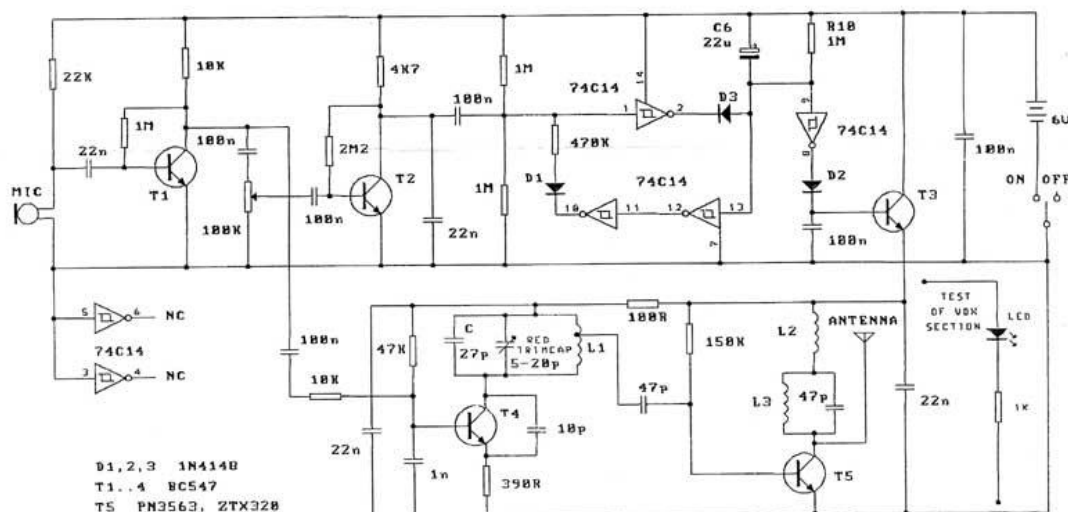 22K
10K
1M
22n
T1
MIC
100n
100K
100n
2M2
4K7
T2
100n
22n
1M
1M
1
14
2
74C14
D3
470K
D1
10
11
74C14
12
13
7
C6
22u
R10
1M
9
74C14
8
D2
100n
T3
100n
6V
ON OFF
5
6
NC
74C14
3
4
NC
100n
10K
22n
47K
1n
C
27p
RED
TRIMCAP
5-20p
L1
T4
10p
390R
100R
47p
150K
L2
L3
47p
ANTENNA
T5
22n
TEST
OF VOX
SECTION
LED
1K
D1,2,3 1N4148
T1..4 BC547
T5 PN3563, ZTX320